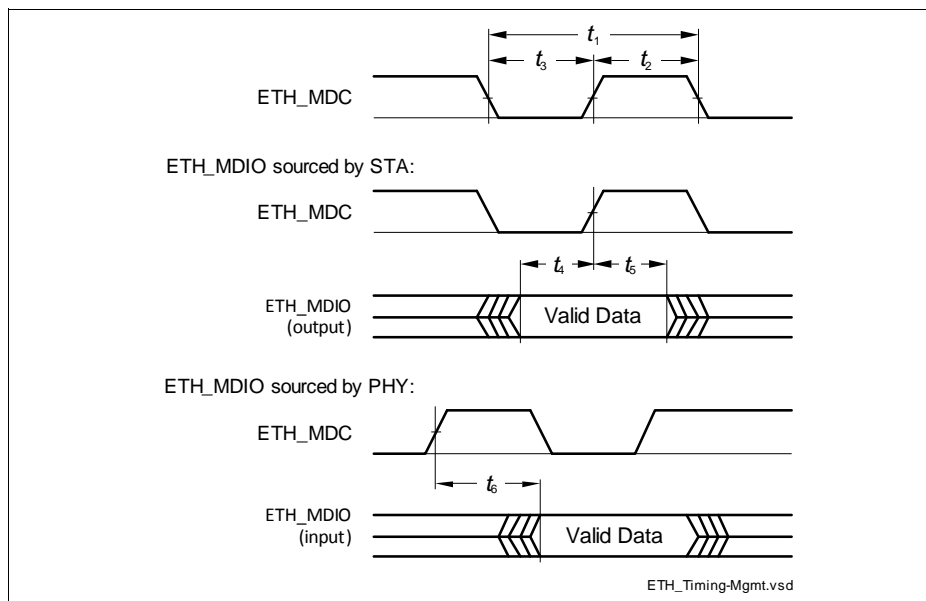 t1
t3 t2
ETH_MDC
ETH_MDIO sourced by STA:
ETH_MDC
t4 t5
ETH_MDIO
(output)
Valid Data
ETH_MDIO sourced by PHY:
ETH_MDC
t6
ETH_MDIO
(input)
Valid Data
ETH_Timing-Mgmt.vsd